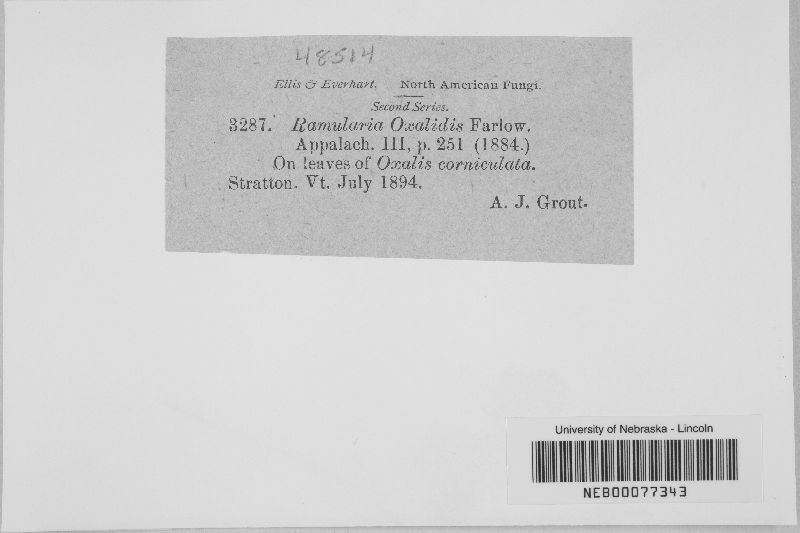 48514
Ellis & Everhart. North American Fungi.
Second Series.
3287. Ramularia Oxalidis Farlow.
Appalach. III, p. 251 (1884.)
On leaves of Oxalis corniculata.
Stratton. Vt. July 1894.
A. J. Grout.
University of Nebraska - Lincoln
NEB00077343